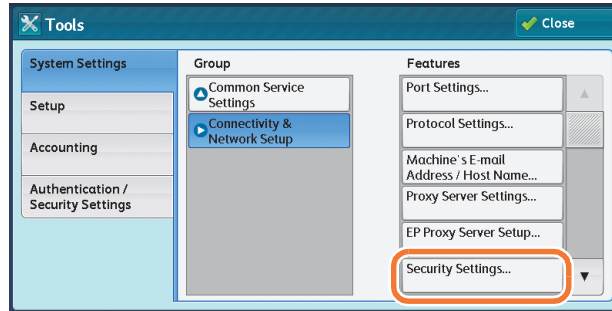 Tools
Close
System Settings
Setup
Accounting
Authentication /
Security Settings
Group
Common Service
Settings
Connectivity &
Network Setup
Features
Port Settings...
Protocol Settings...
Machine's E-mail
Address / Host Name...
Proxy Server Settings...
EP Proxy Server Setup...
Security Settings...